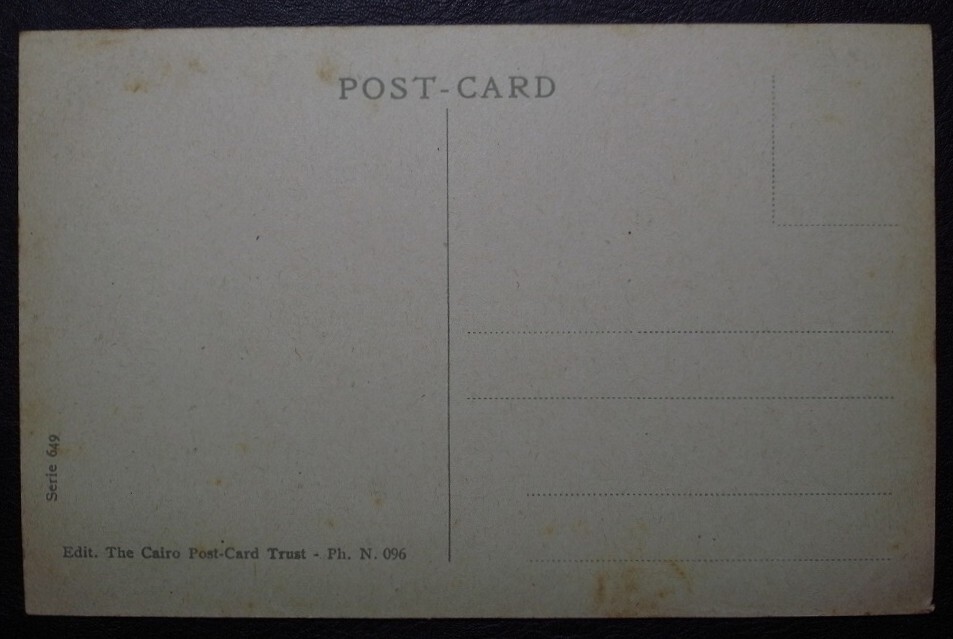 POST-CARD
Serie 649
Edit. The Cairo Post-Card Trust - Ph. N. 096